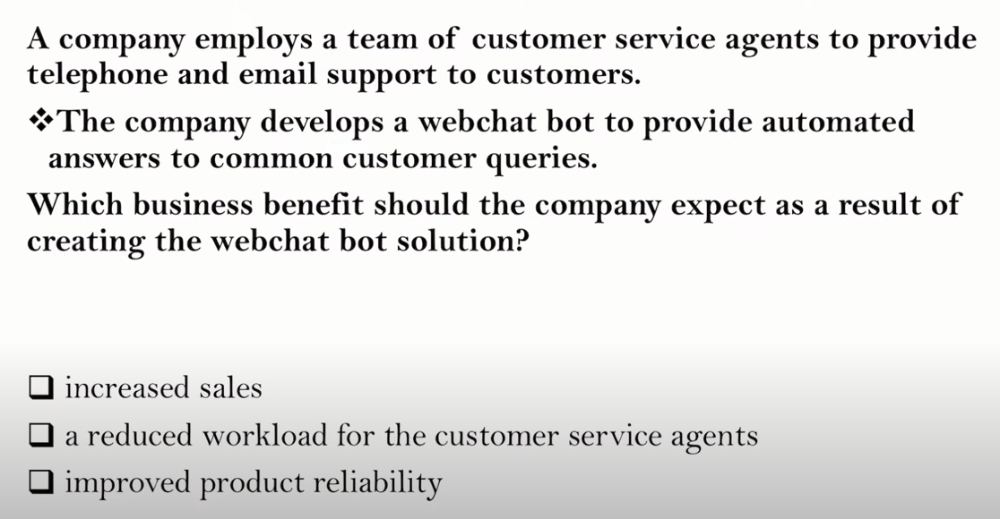 A company employs a team of customer service agents to provide
telephone and email support to customers.
❖The company develops a webchat bot to provide automated
answers to common customer queries.
Which business benefit should the company expect as a result of
creating the webchat bot solution?
❑ increased sales
❑ a reduced workload for the customer service agents
❑ improved product reliability